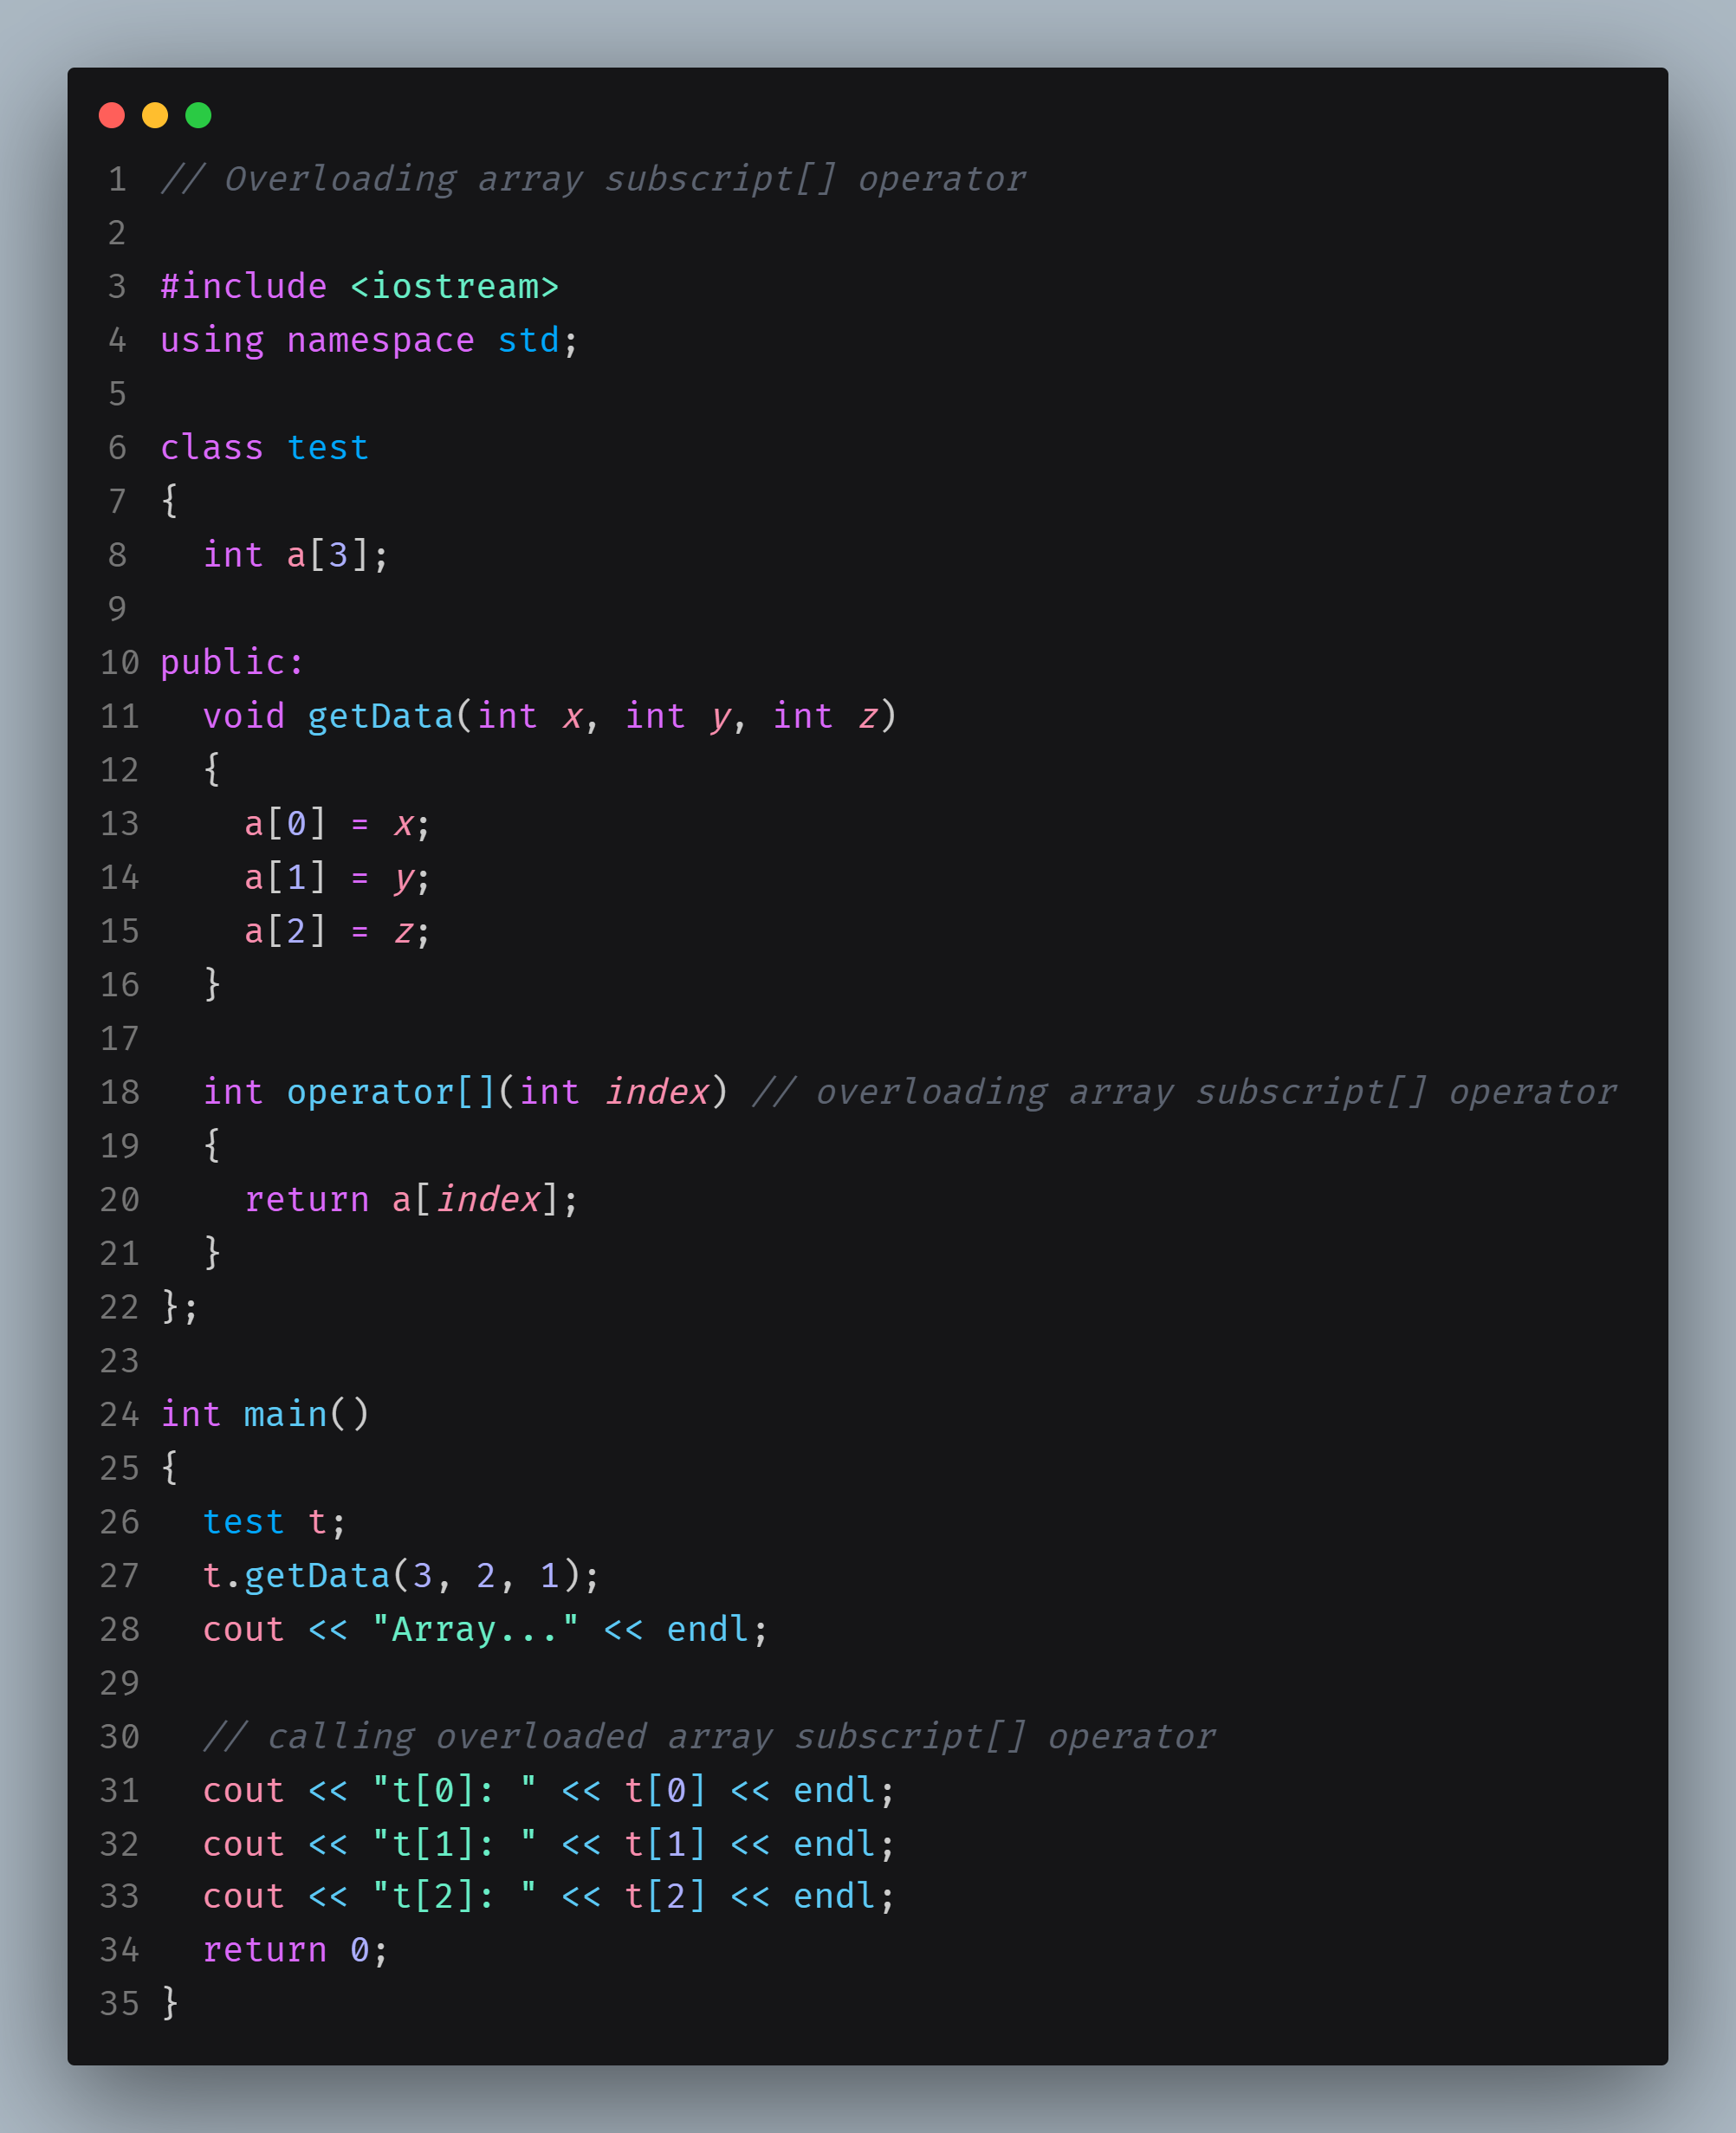 1 // Overloading array subscript[] operator
2
3 #include <iostream>
4 using namespace std;
5
6 class test
7 {
8   int a[3];
9
10 public:
11   void getData(int x, int y, int z)
12   {
13     a[0] = x;
14     a[1] = y;
15     a[2] = z;
16   }
17
18   int operator[](int index) // overloading array subscript[] operator
19   {
20     return a[index];
21   }
22 };
23
24 int main()
25 {
26   test t;
27   t.getData(3, 2, 1);
28   cout << "Array..." << endl;
29
30   // calling overloaded array subscript[] operator
31   cout << "t[0]: " << t[0] << endl;
32   cout << "t[1]: " << t[1] << endl;
33   cout << "t[2]: " << t[2] << endl;
34   return 0;
35 }